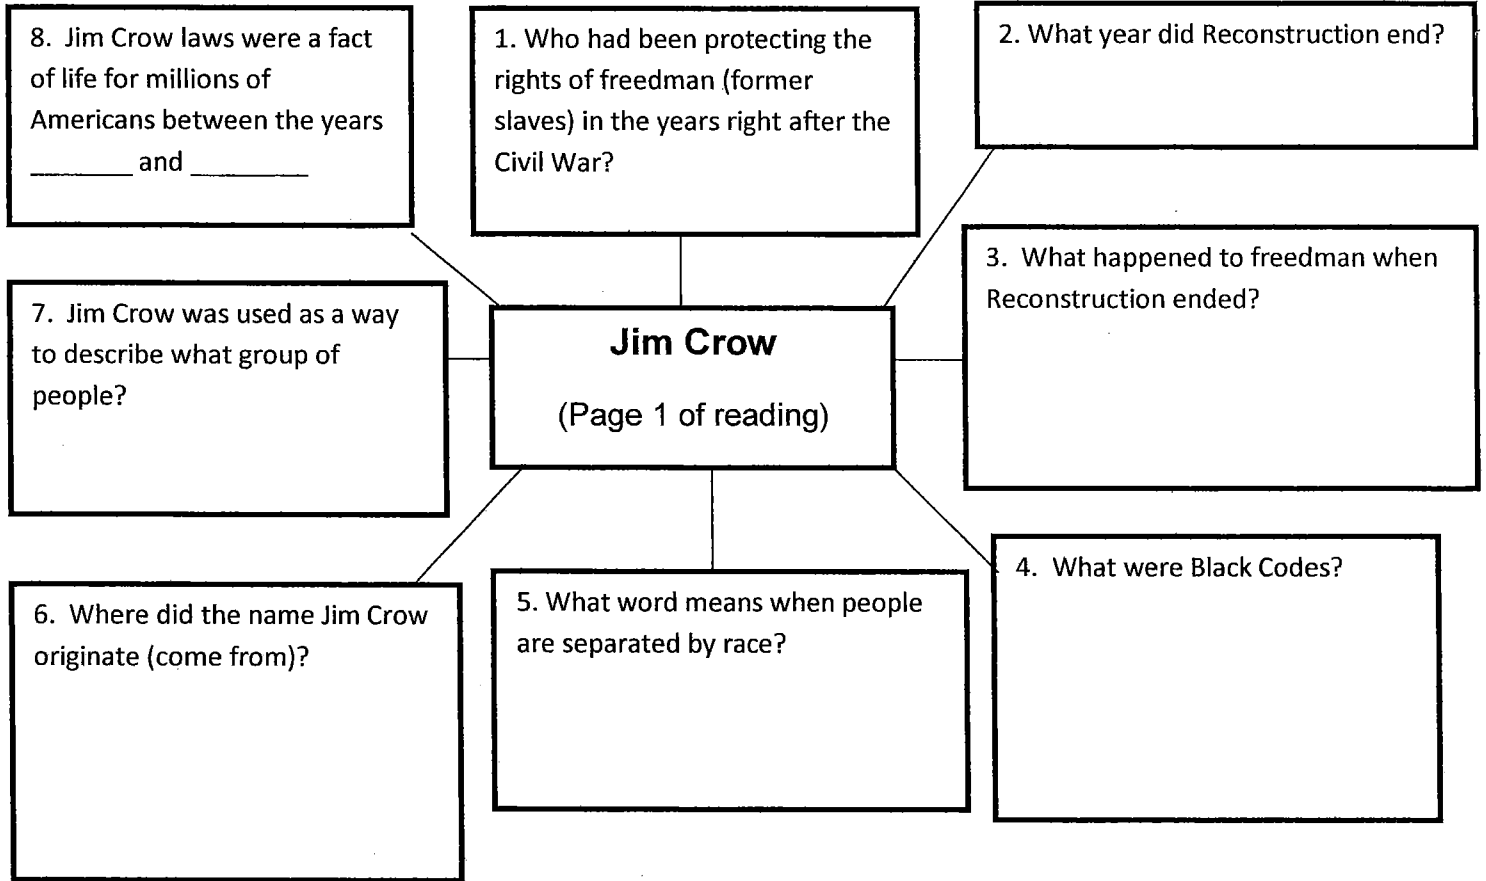 8. Jim Crow laws were a fact
of life for millions of
Americans between the years
_______ and ________
1. Who had been protecting the
rights of freedman (former
slaves) in the years right after the
Civil War?
2. What year did Reconstruction end?
3. What happened to freedman when
Reconstruction ended?
7. Jim Crow was used as a way
to describe what group of
people?
Jim Crow
(Page 1 of reading)
4. What were Black Codes?
6. Where did the name Jim Crow
originate (come from)?
5. What word means when people
are separated by race?